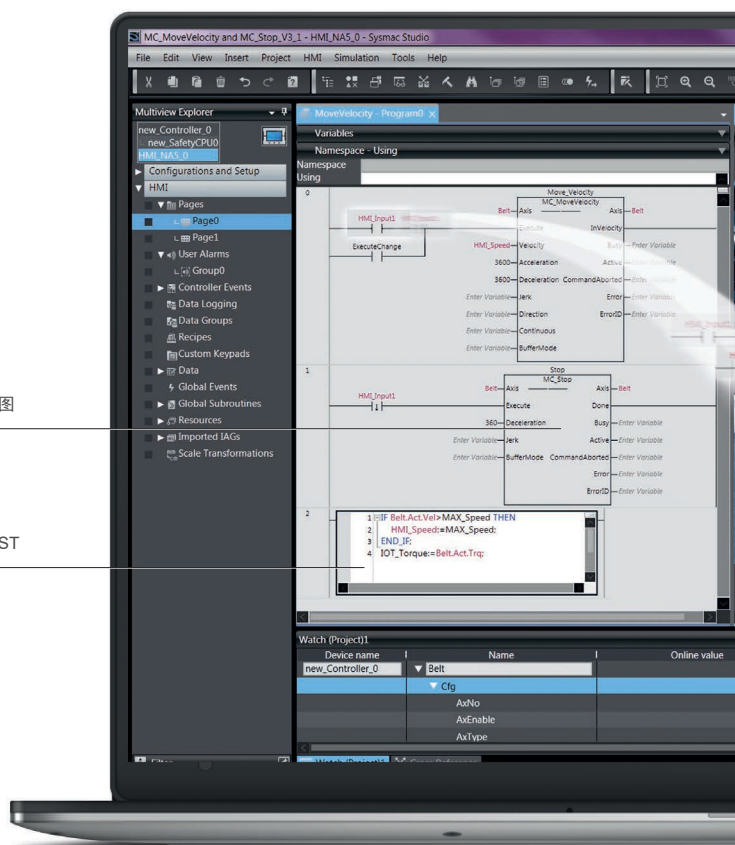 MC_MoveVelocity and MC_Stop_V3_1 - HMI_NA5_0 - Sysmac Studio
File Edit View Insert Project HMI Simulation Tools Help
Multiview Explorer
new_Controller_0
new_SafetyCPU0
HMI_NA5_0
Configurations and Setup
HMI
Pages
Page0
Page1
User Alarms
Group0
Controller Events
Data Logging
Data Groups
Recipes
Custom Keypads
Data
Global Events
Global Subroutines
Resources
Imported IAGs
Scale Transformations
图
ST
MoveVelocity - Program0 x
Variables
Namespace - Using
Namespace
Using
0
Move_Velocity
MC_MoveVelocity
HMI_Input1
Belt Axis Axis Belt
Execute InVelocity
ExecuteChange
HMI_Speed Velocity Busy Enter Variable
3600 Acceleration Active
3600 Deceleration CommandAborted Enter Variable
Enter Variable Jerk Error Enter Variable
Enter Variable Direction ErrorID Enter Variable
Enter Variable Continuous
Enter Variable BufferMode
1
Stop
MC_Stop
HMI_Input1
Belt Axis Axis Belt
Execute Done
360 Deceleration Busy Enter Variable
Enter Variable Jerk Active Enter Variable
Enter Variable BufferMode CommandAborted Enter Variable
Error Enter Variable
ErrorID Enter Variable
2
1 IF Belt.Act.Vel>MAX_Speed THEN
2 HMI_Speed:=MAX_Speed;
3 END_IF;
4 IOT_Torque:=Belt.Act.Trq;
Watch (Project)1
Device name Name Online value
new_Controller_0 Belt
Cfg
AxNo
AxEnable
AxType